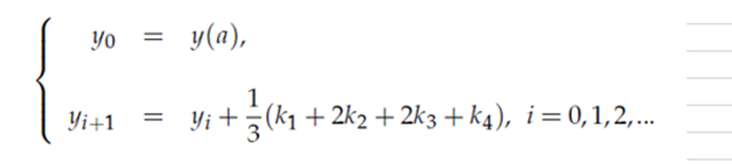 y₀ = y(a),
yᵢ₊₁ = yᵢ + 1/3(k₁ + 2k₂ + 2k₃ + k₄), i = 0,1,2,...